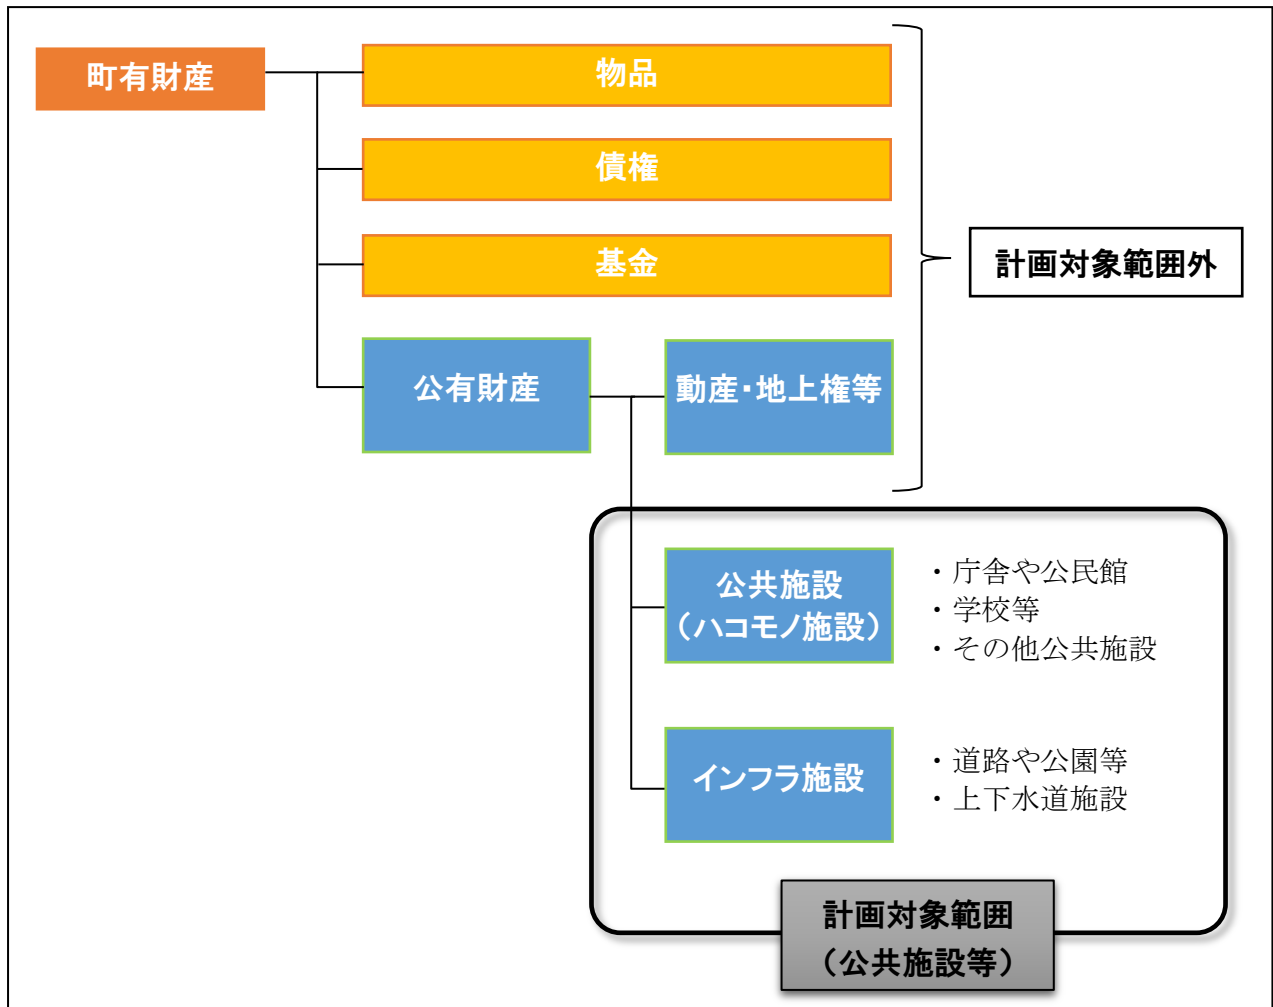 町有財産
物品
債権
基金
計画対象範囲外
公有財産
動産・地上権等
公共施設
（ハコモノ施設）
・庁舎や公民館
・学校等
・その他公共施設
インフラ施設
・道路や公園等
・上下水道施設
計画対象範囲
（公共施設等）